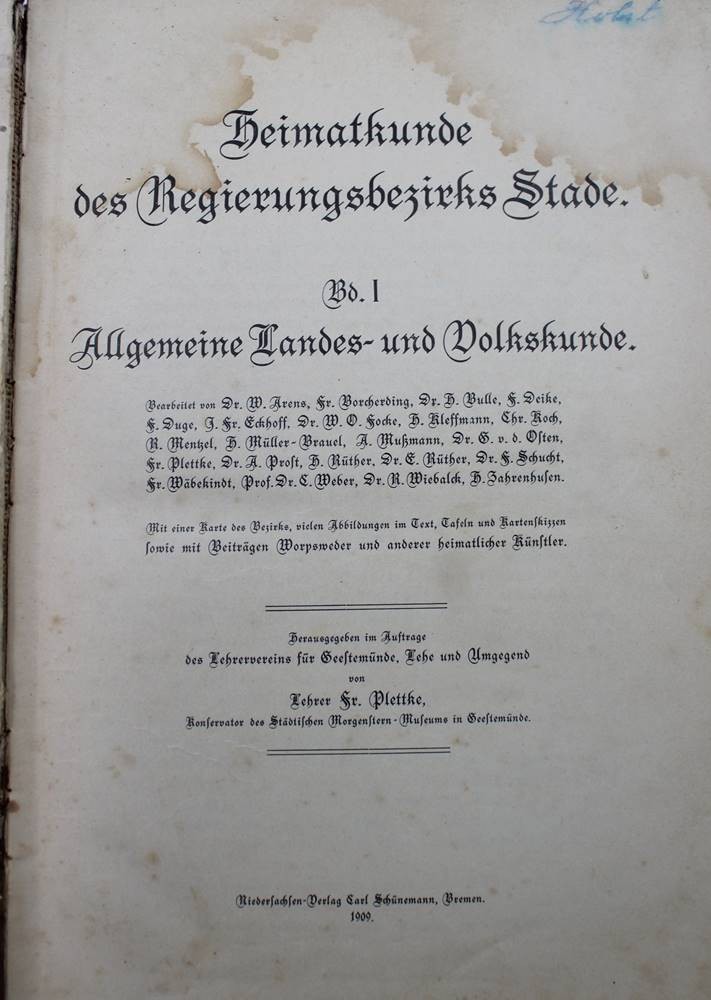 Holst
Heimatkunde
des Regierungsbezirks Stade.
Bd. I
Allgemeine Landes- und Volkskunde.
Bearbeitet von Dr. W. Arens, Fr. Borcherding, Dr. H. Bulle, F. Deike,
F. Duge, J. Fr. Eckhoff, Dr. W. O. Focke, H. Kleffmann, Chr. Koch,
R. Mentzel, H. Müller-Brauel, A. Mußmann, Dr. G. v. d. Osten,
Fr. Plettke, Dr. A. Prost, H. Rüther, Dr. E. Rüther, Dr. F. Schucht,
Fr. Wäbekindt, Prof. Dr. C. Weber, Dr. R. Wiebalck, H. Zahrenhusen.
Mit einer Karte des Bezirks, vielen Abbildungen im Text, Tafeln und Kartenskizzen
sowie mit Beiträgen Worpsweder und anderer heimatlicher Künstler.
Herausgegeben im Auftrage
des Lehrervereins für Geestemünde, Lehe und Umgegend
von
Lehrer Fr. Plettke,
Konservator des Städtischen Morgenstern-Museums in Geestemünde.
Niedersachsen-Verlag Carl Schünemann, Bremen.
1909.